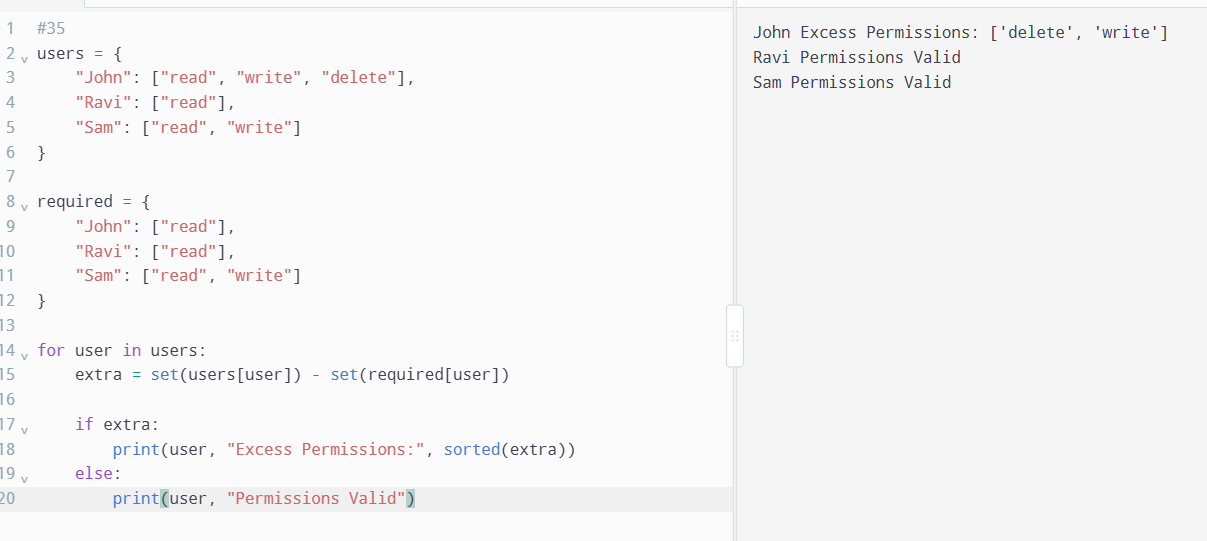 1 #35
2 users = {
3     "John": ["read", "write", "delete"],
4     "Ravi": ["read"],
5     "Sam": ["read", "write"]
6 }
7
8 required = {
9     "John": ["read"],
10     "Ravi": ["read"],
11     "Sam": ["read", "write"]
12 }
13
14 for user in users:
15     extra = set(users[user]) - set(required[user])
16
17     if extra:
18         print(user, "Excess Permissions:", sorted(extra))
19     else:
20         print(user, "Permissions Valid")
John Excess Permissions: ['delete', 'write']
Ravi Permissions Valid
Sam Permissions Valid